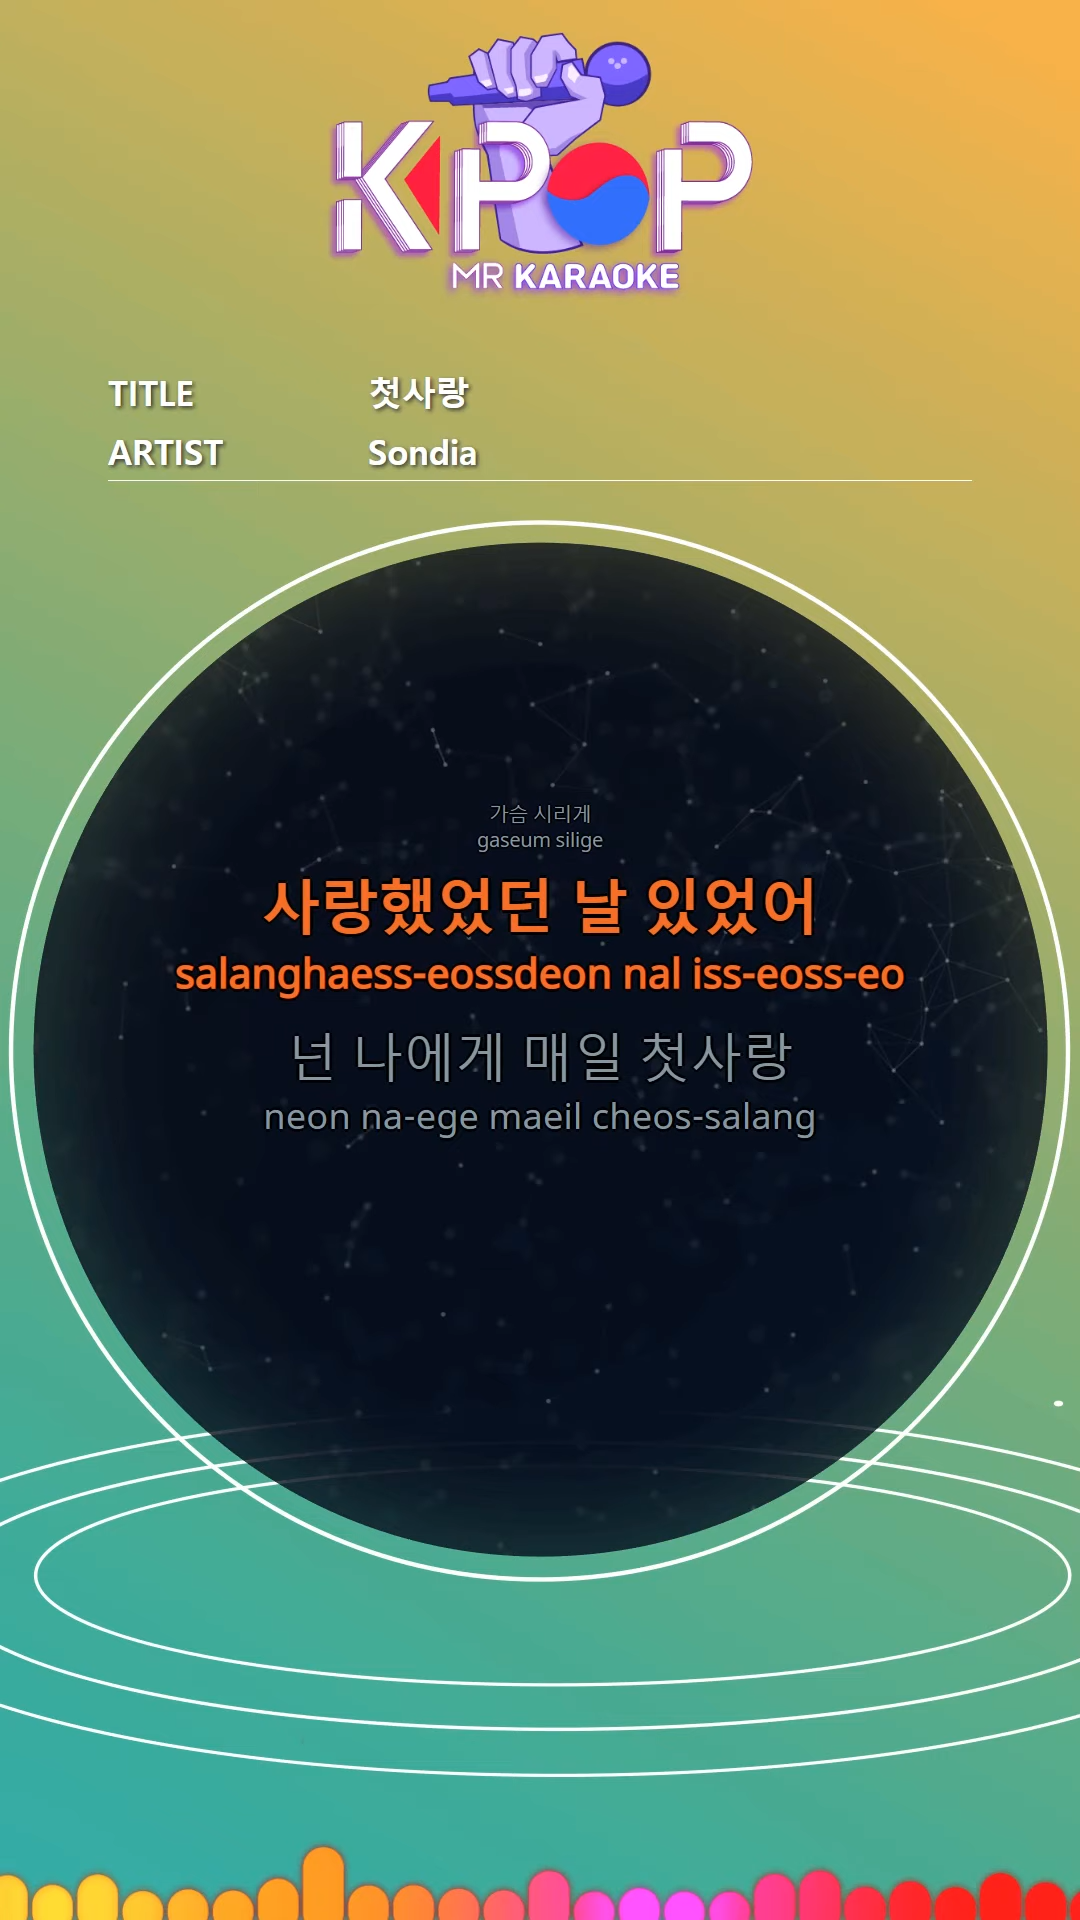 KPOP
MR KARAOKE
TITLE 첫사랑
ARTIST Sondia
가슴 시리게
gaseum silige
사랑했었던 날 있었어
salanghaess-eossdeon nal iss-eoss-eo
넌 나에게 매일 첫사랑
neon na-ege maeil cheos-salang